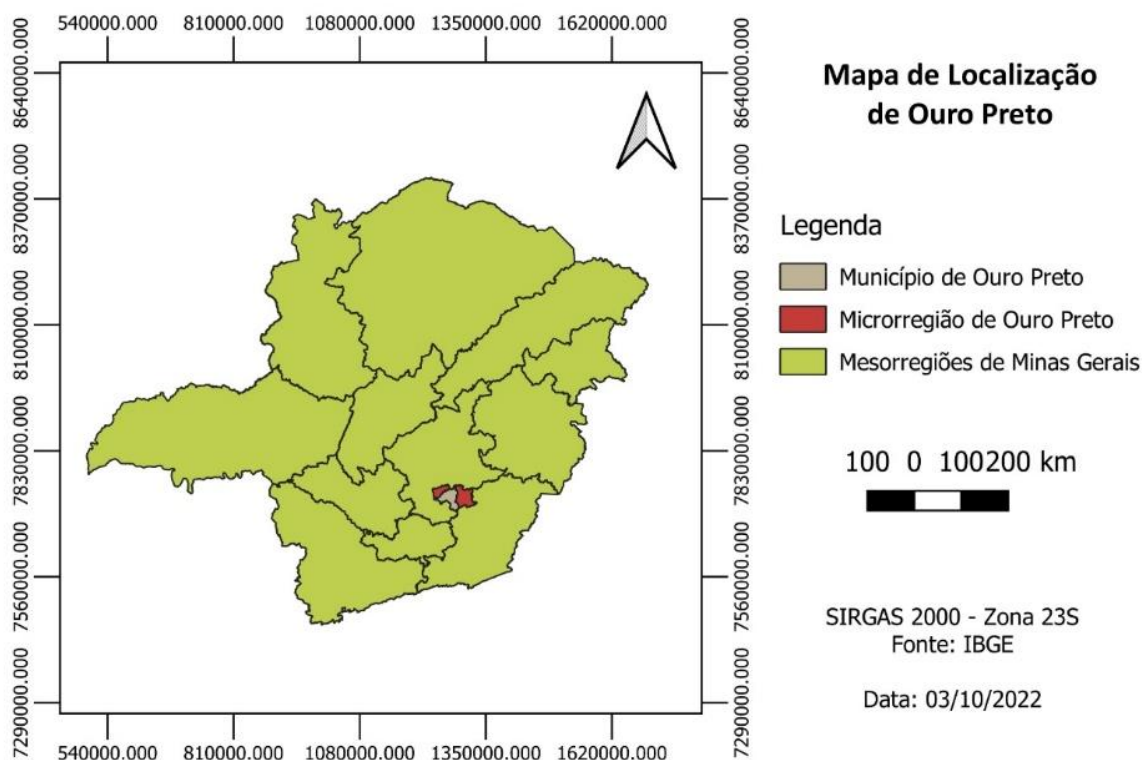 540000.000 810000.000 1080000.000 1350000.000 1620000.000
8640000.000
8370000.000
8100000.000
7830000.000
7560000.000
7290000.000
8640000.000
8370000.000
8100000.000
7830000.000
7560000.000
7290000.000
540000.000 810000.000 1080000.000 1350000.000 1620000.000
Mapa de Localização
de Ouro Preto
Legenda
Município de Ouro Preto
Microrregião de Ouro Preto
Mesorregiões de Minas Gerais
100 0 100200 km
SIRGAS 2000 - Zona 23S
Fonte: IBGE
Data: 03/10/2022